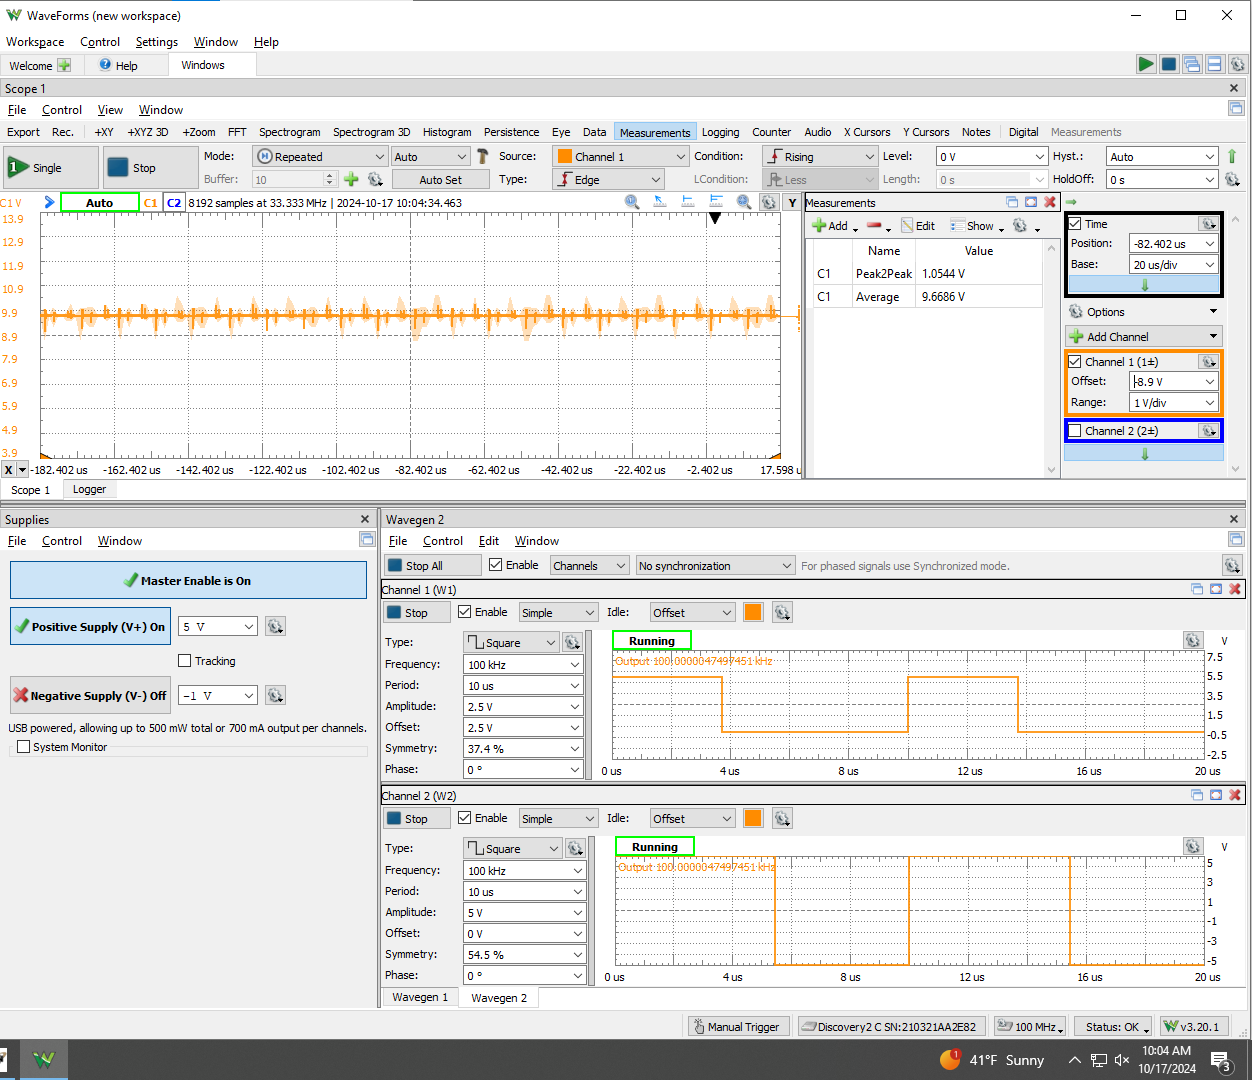 WaveForms (new workspace)
Workspace Control Settings Window Help
Welcome Help Windows
Scope 1
File Control View Window
Export Rec. +XY +XYZ 3D +Zoom FFT Spectrogram Spectrogram 3D Histogram Persistence Eye Data Measurements Logging Counter Audio X Cursors Y Cursors Notes Digital Measurements
Single Stop Mode: Repeated Auto Source: Channel 1 Condition: Rising Level: 0 V Hyst.: Auto
Buffer: 10 Auto Set Type: Edge LCondition: Less Length: 0 s HoldOff: 0 s
C1 V Auto C1 C2 8192 samples at 33.333 MHz | 2024-10-17 10:04:34.463 Y
13.9
12.9
11.9
10.9
9.9
8.9
7.9
6.9
5.9
4.9
3.9
X -182.402 us -162.402 us -142.402 us -122.402 us -102.402 us -82.402 us -62.402 us -42.402 us -22.402 us -2.402 us 17.598 u
Measurements
Add Edit Show
Name Value
C1 Peak2Peak 1.0544 V
C1 Average 9.6686 V
Time
Position: -82.402 us
Base: 20 us/div
Options
Add Channel
Channel 1 (1±)
Offset: -8.9 V
Range: 1 V/div
Channel 2 (2±)
Scope 1 Logger
Supplies
File Control Window
Master Enable is On
Positive Supply (V+) On 5 V
Tracking
Negative Supply (V-) Off -1 V
USB powered, allowing up to 500 mW total or 700 mA output per channels.
System Monitor
Wavegen 2
File Control Edit Window
Stop All Enable Channels No synchronization For phased signals use Synchronized mode.
Channel 1 (W1)
Stop Enable Simple Idle: Offset
Type: Square
Frequency: 100 kHz
Period: 10 us
Amplitude: 2.5 V
Offset: 2.5 V
Symmetry: 37.4 %
Phase: 0 °
Running V
Output 100.0000047497451 kHz
7.5
5.5
3.5
1.5
-0.5
-2.5
0 us 4 us 8 us 12 us 16 us 20 us
Channel 2 (W2)
Stop Enable Simple Idle: Offset
Type: Square
Frequency: 100 kHz
Period: 10 us
Amplitude: 5 V
Offset: 0 V
Symmetry: 54.5 %
Phase: 0 °
Running V
Output 100.0000047497451 kHz
5
3
1
-1
-3
-5
0 us 4 us 8 us 12 us 16 us 20 us
Wavegen 1 Wavegen 2
Manual Trigger Discovery2 C SN:210321AA2E82 100 MHz Status: OK v3.20.1
1 41°F Sunny 10:04 AM
10/17/2024 3